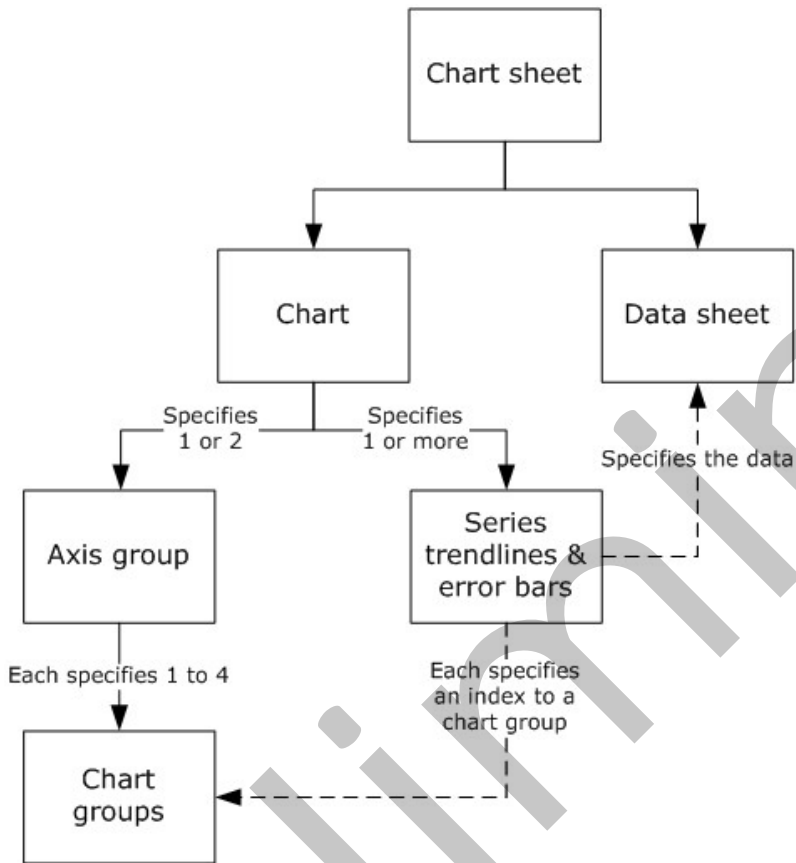 Chart sheet
Chart
Data sheet
Specifies
1 or 2
Specifies
1 or more
Specifies the data
Axis group
Series
trendlines &
error bars
Each specifies 1 to 4
Each specifies
an index to a
chart group
Chart
groups